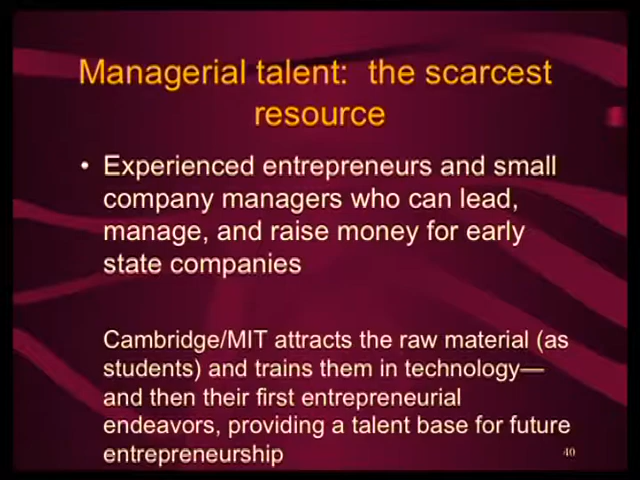 Managerial talent: the scarcest
resource
• Experienced entrepreneurs and small
company managers who can lead,
manage, and raise money for early
state companies
Cambridge/MIT attracts the raw material (as
students) and trains them in technology—
and then their first entrepreneurial
endeavors, providing a talent base for future
entrepreneurship
40